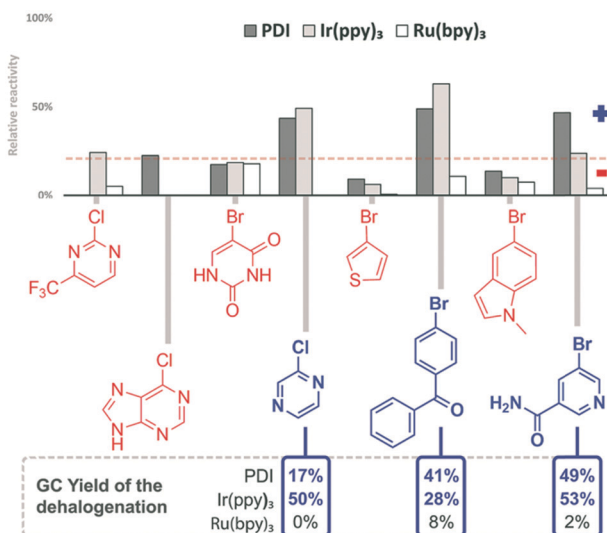 100%
PDI Ir(ppy)₃ Ru(bpy)₃
Relative reactivity
50%
0%
+
-
Cl
N N
F₃C
Br
O
HN NH
O
Br
S
Br
N
Cl
N N
N N
H
Cl
N
N
Br
O
Br
H₂N N
O
GC Yield of the
dehalogenation
PDI 17% 41% 49%
Ir(ppy)₃ 50% 28% 53%
Ru(bpy)₃ 0% 8% 2%